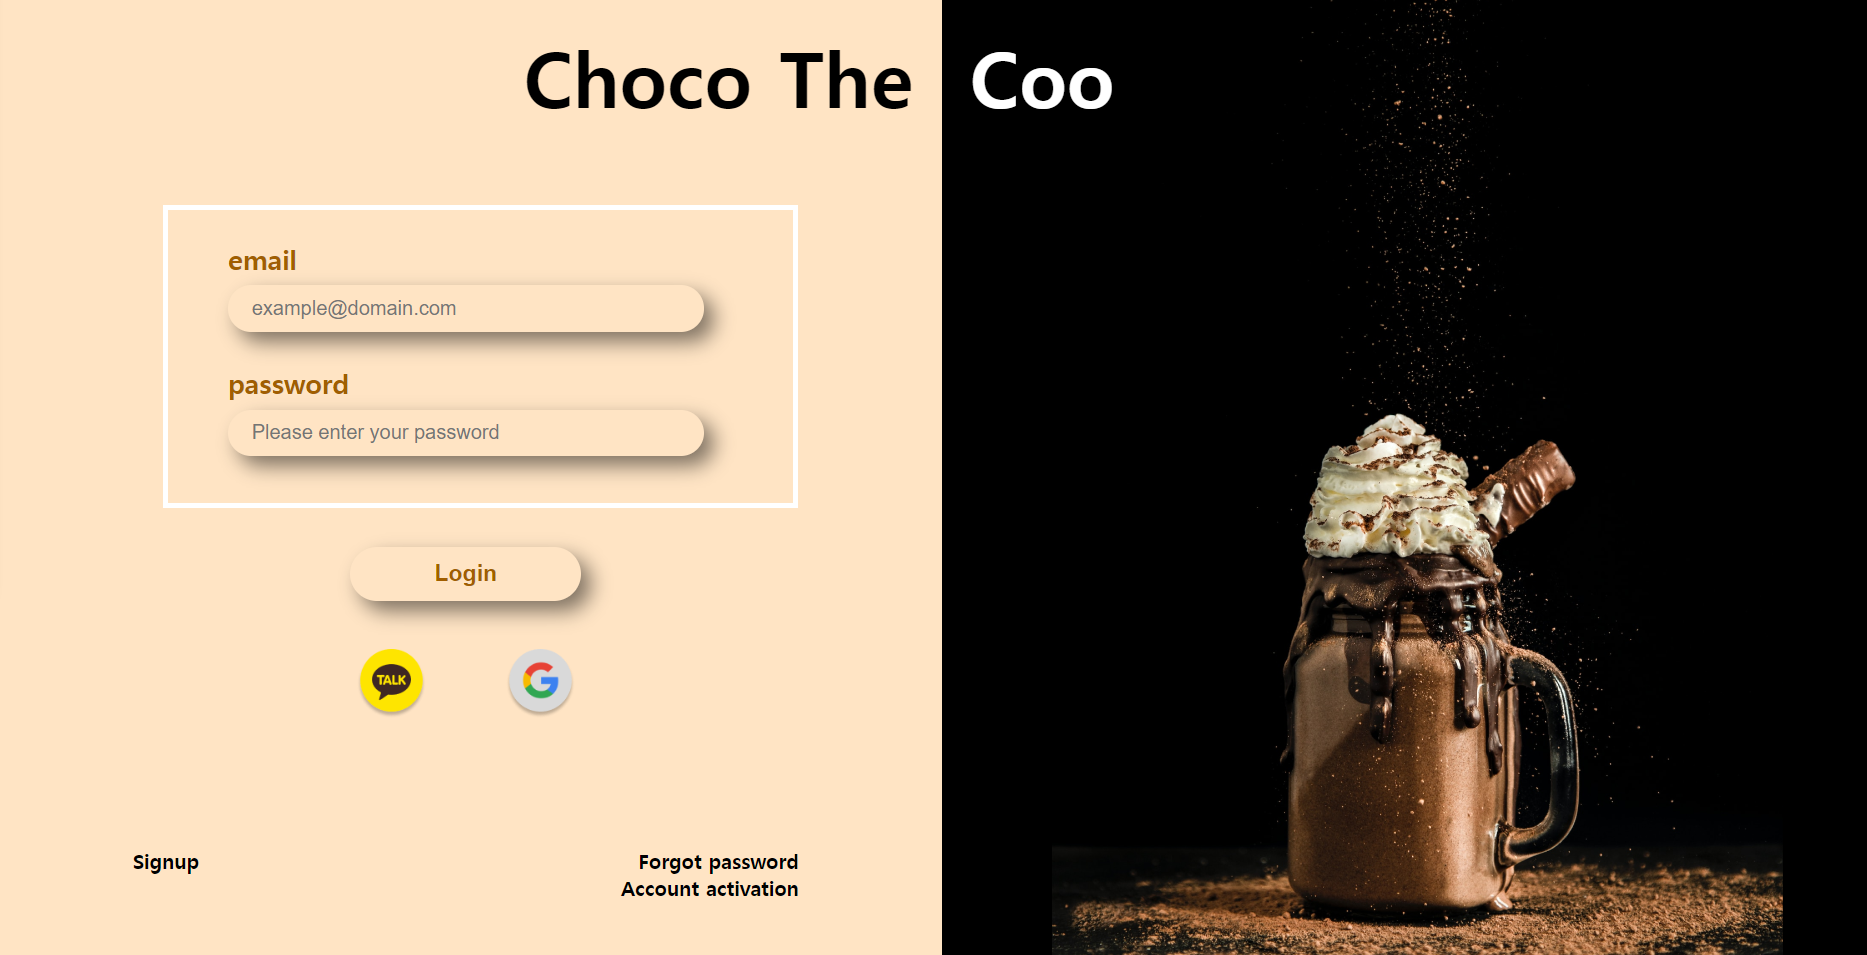 Choco The Coo
email
example@domain.com
password
Please enter your password
Login
TALK
G
Signup
Forgot password
Account activation